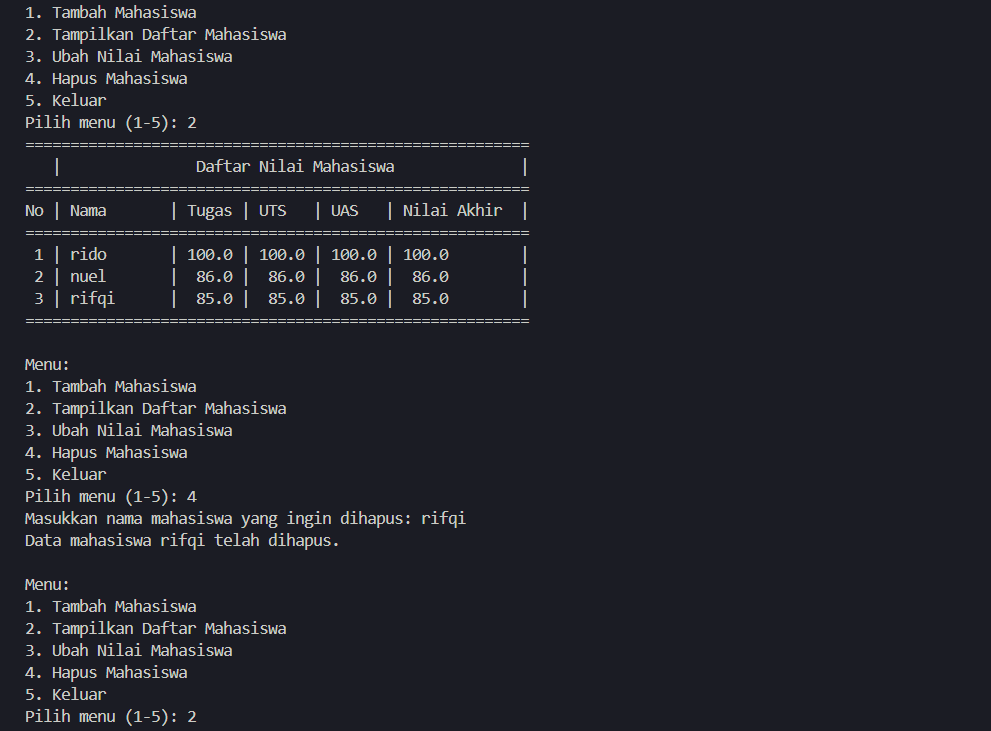 1. Tambah Mahasiswa
2. Tampilkan Daftar Mahasiswa
3. Ubah Nilai Mahasiswa
4. Hapus Mahasiswa
5. Keluar
Pilih menu (1-5): 2
========================================================
   |               Daftar Nilai Mahasiswa              |
========================================================
No | Nama       | Tugas | UTS   | UAS   | Nilai Akhir  |
========================================================
 1 | rido       | 100.0 | 100.0 | 100.0 | 100.0        |
 2 | nuel       |  86.0 |  86.0 |  86.0 |  86.0        |
 3 | rifqi      |  85.0 |  85.0 |  85.0 |  85.0        |
========================================================

Menu:
1. Tambah Mahasiswa
2. Tampilkan Daftar Mahasiswa
3. Ubah Nilai Mahasiswa
4. Hapus Mahasiswa
5. Keluar
Pilih menu (1-5): 4
Masukkan nama mahasiswa yang ingin dihapus: rifqi
Data mahasiswa rifqi telah dihapus.

Menu:
1. Tambah Mahasiswa
2. Tampilkan Daftar Mahasiswa
3. Ubah Nilai Mahasiswa
4. Hapus Mahasiswa
5. Keluar
Pilih menu (1-5): 2